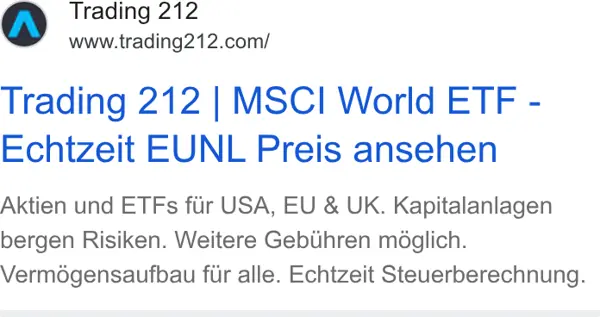 Trading 212
www.trading212.com/
Trading 212 | MSCI World ETF -
Echtzeit EUNL Preis ansehen
Aktien und ETFs für USA, EU & UK. Kapitalanlagen
bergen Risiken. Weitere Gebühren möglich.
Vermögensaufbau für alle. Echtzeit Steuerberechnung.